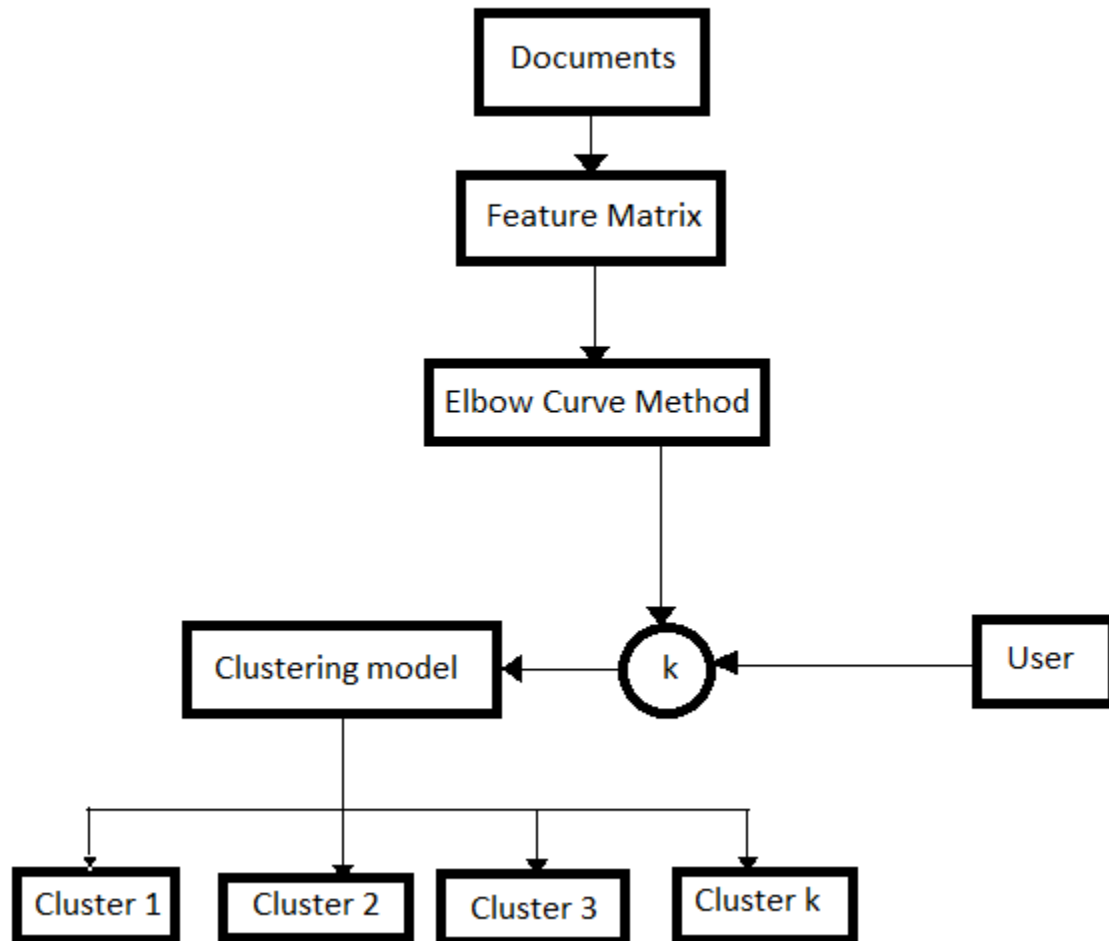 Documents
Feature Matrix
Elbow Curve Method
Clustering model
k
User
Cluster 1
Cluster 2
Cluster 3
Cluster k